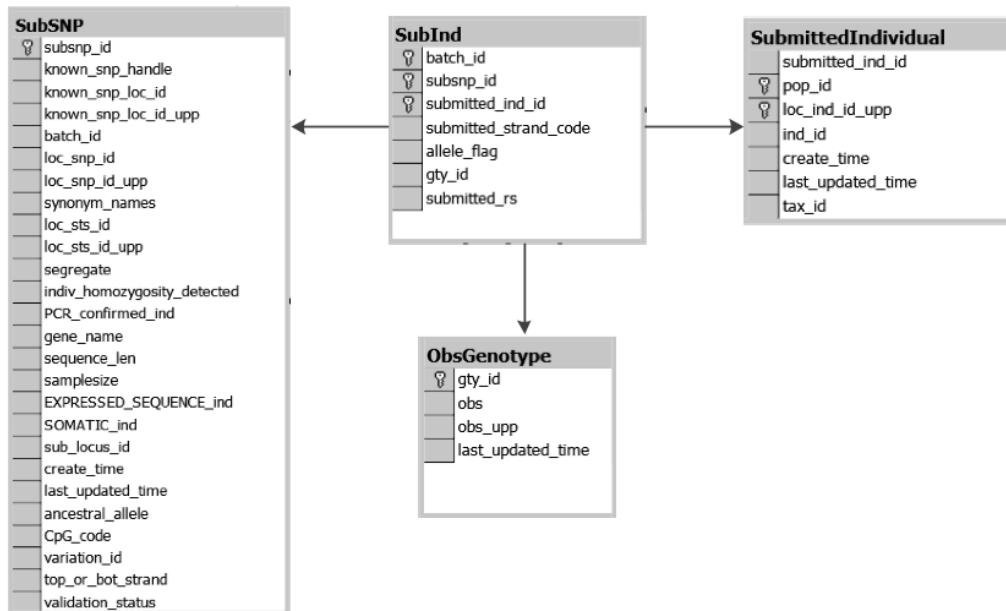 SubSNP
subsnp_id
known_snp_handle
known_snp_loc_id
known_snp_loc_id_upp
batch_id
loc_snp_id
loc_snp_id_upp
synonym_names
loc_sts_id
loc_sts_id_upp
segregate
indiv_homozygosity_detected
PCR_confirmed_ind
gene_name
sequence_len
samplesize
EXPRESSED_SEQUENCE_ind
SOMATIC_ind
sub_locus_id
create_time
last_updated_time
ancestral_allele
CpG_code
variation_id
top_or_bot_strand
validation_status
SubInd
batch_id
subsnp_id
submitted_ind_id
submitted_strand_code
allele_flag
gty_id
submitted_rs
ObsGenotype
gty_id
obs
obs_upp
last_updated_time
SubmittedIndividual
submitted_ind_id
pop_id
loc_ind_id_upp
ind_id
create_time
last_updated_time
tax_id